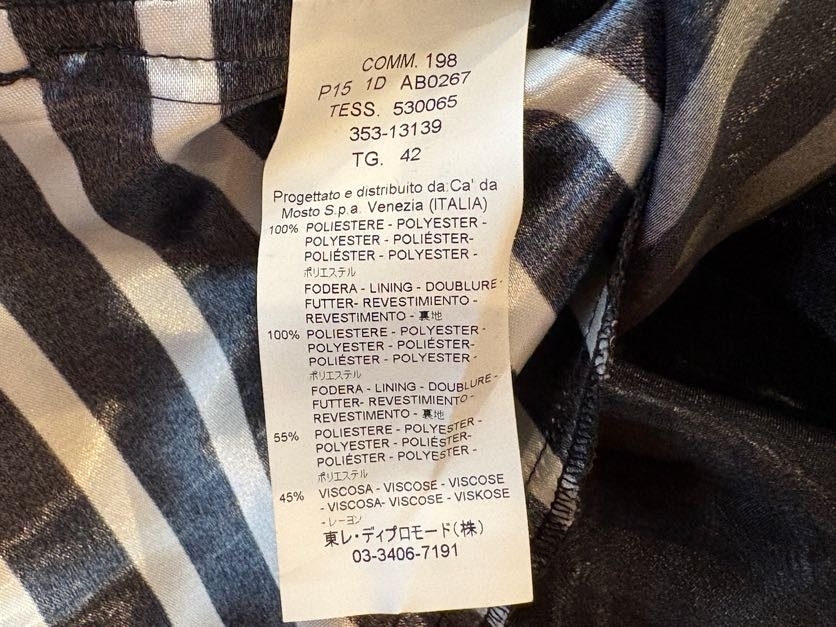 COMM. 198
P15 1D AB0267
TESS. 530065
353-13139
TG. 42
Progettato e distribuito da:Ca' da
Mosto S.p.a. Venezia (ITALIA)
100% POLIESTERE - POLYESTER -
POLYESTER - POLIÉSTER-
POLIÉSTER - POLYESTER -
ポリエステル
FODERA - LINING - DOUBLURE -
FUTTER- REVESTIMIENTO -
REVESTIMENTO - 裏地
100% POLIESTERE - POLYESTER -
POLYESTER - POLIÉSTER-
POLIÉSTER - POLYESTER -
ポリエステル
FODERA - LINING - DOUBLURE -
FUTTER- REVESTIMIENTO -
REVESTIMENTO - 裏地
55% POLIESTERE - POLYESTER -
POLYESTER - POLIÉSTER-
POLIÉSTER - POLYESTER -
ポリエステル
45% VISCOSA - VISCOSE - VISCOSE
- VISCOSA- VISCOSE - VISKOSE
- レーヨン
東レ・ディプロモード(株)
03-3406-7191